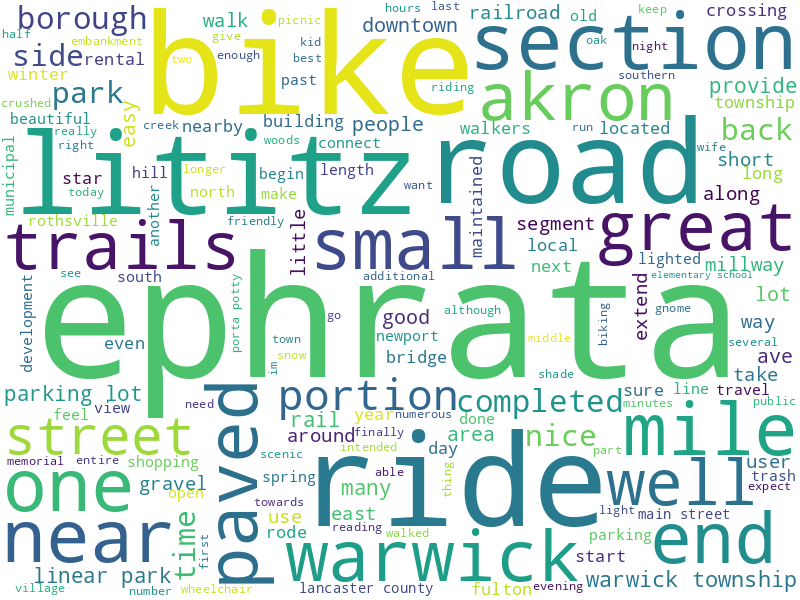 half
hours
last
borough
bike
walk
railroad
old
keep
crossing
embankment
picnic
downtown
section
side
rental
two
give
kid
oak
night
enough
best
winter
crushed
park
easy
past
akron
southern
riding
provide
township
beautiful
creek
nearby
building
people
walkers
located
run
back
really
woods
connect
road
wife
municipal
lititz
right
star
hill
begin
length
want
maintained
short
long
today
another
longer
north
make
along
rothsville
friendly
little
small
segment
great
trails
local
lighted
see
south
additional
next
extend
millway
elementary school
development
ephrata
porta potty
go
gnome
lot
even
town
im
snow
good
although
newport
bridge
middle
biking
way
several
ave
shade
take
parking lot
need
portion
completed
sure
line
travel
minutes
public
feel
view
paved
rail
year
numerous
done
street
around
finally
area
nice
mile
memorial
entire
shopping
scenic
intended
day
part
one
gravel
spring
able
thing
well
user
trash
expect
open
many
ride
near
time
towards
use
east
light
main street
rode
reading
walked
parking
end
first
warwick
start
linear park
village
number
wheelchair
lancaster county
fulton
evening
warwick township